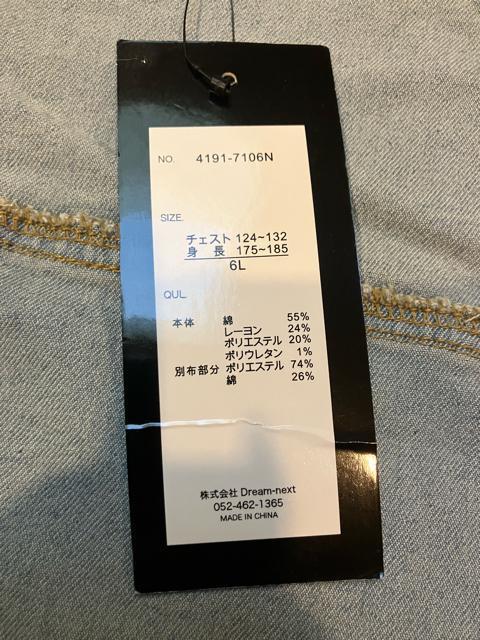 NO. 4191-7106N
SIZE.
チェスト 124~132
身 長 175~185
6L
QUL.
本体 綿 55%
レーヨン 24%
ポリエステル 20%
ポリウレタン 1%
別布部分 ポリエステル 74%
綿 26%
株式会社 Dream-next
052-462-1365
MADE IN CHINA